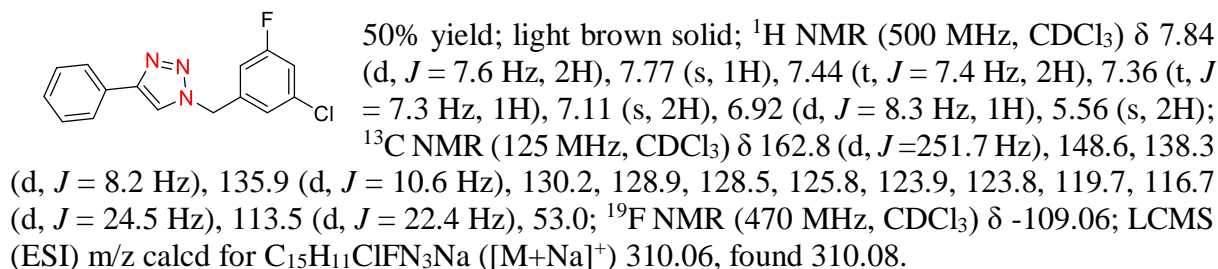 F
N
N
N
Cl
50% yield; light brown solid; ¹H NMR (500 MHz, CDCl₃) δ 7.84
(d, J = 7.6 Hz, 2H), 7.77 (s, 1H), 7.44 (t, J = 7.4 Hz, 2H), 7.36 (t, J
= 7.3 Hz, 1H), 7.11 (s, 2H), 6.92 (d, J = 8.3 Hz, 1H), 5.56 (s, 2H);
¹³C NMR (125 MHz, CDCl₃) δ 162.8 (d, J =251.7 Hz), 148.6, 138.3
(d, J = 8.2 Hz), 135.9 (d, J = 10.6 Hz), 130.2, 128.9, 128.5, 125.8, 123.9, 123.8, 119.7, 116.7
(d, J = 24.5 Hz), 113.5 (d, J = 22.4 Hz), 53.0; ¹⁹F NMR (470 MHz, CDCl₃) δ -109.06; LCMS
(ESI) m/z calcd for C₁₅H₁₁ClFN₃Na ([M+Na]⁺) 310.06, found 310.08.